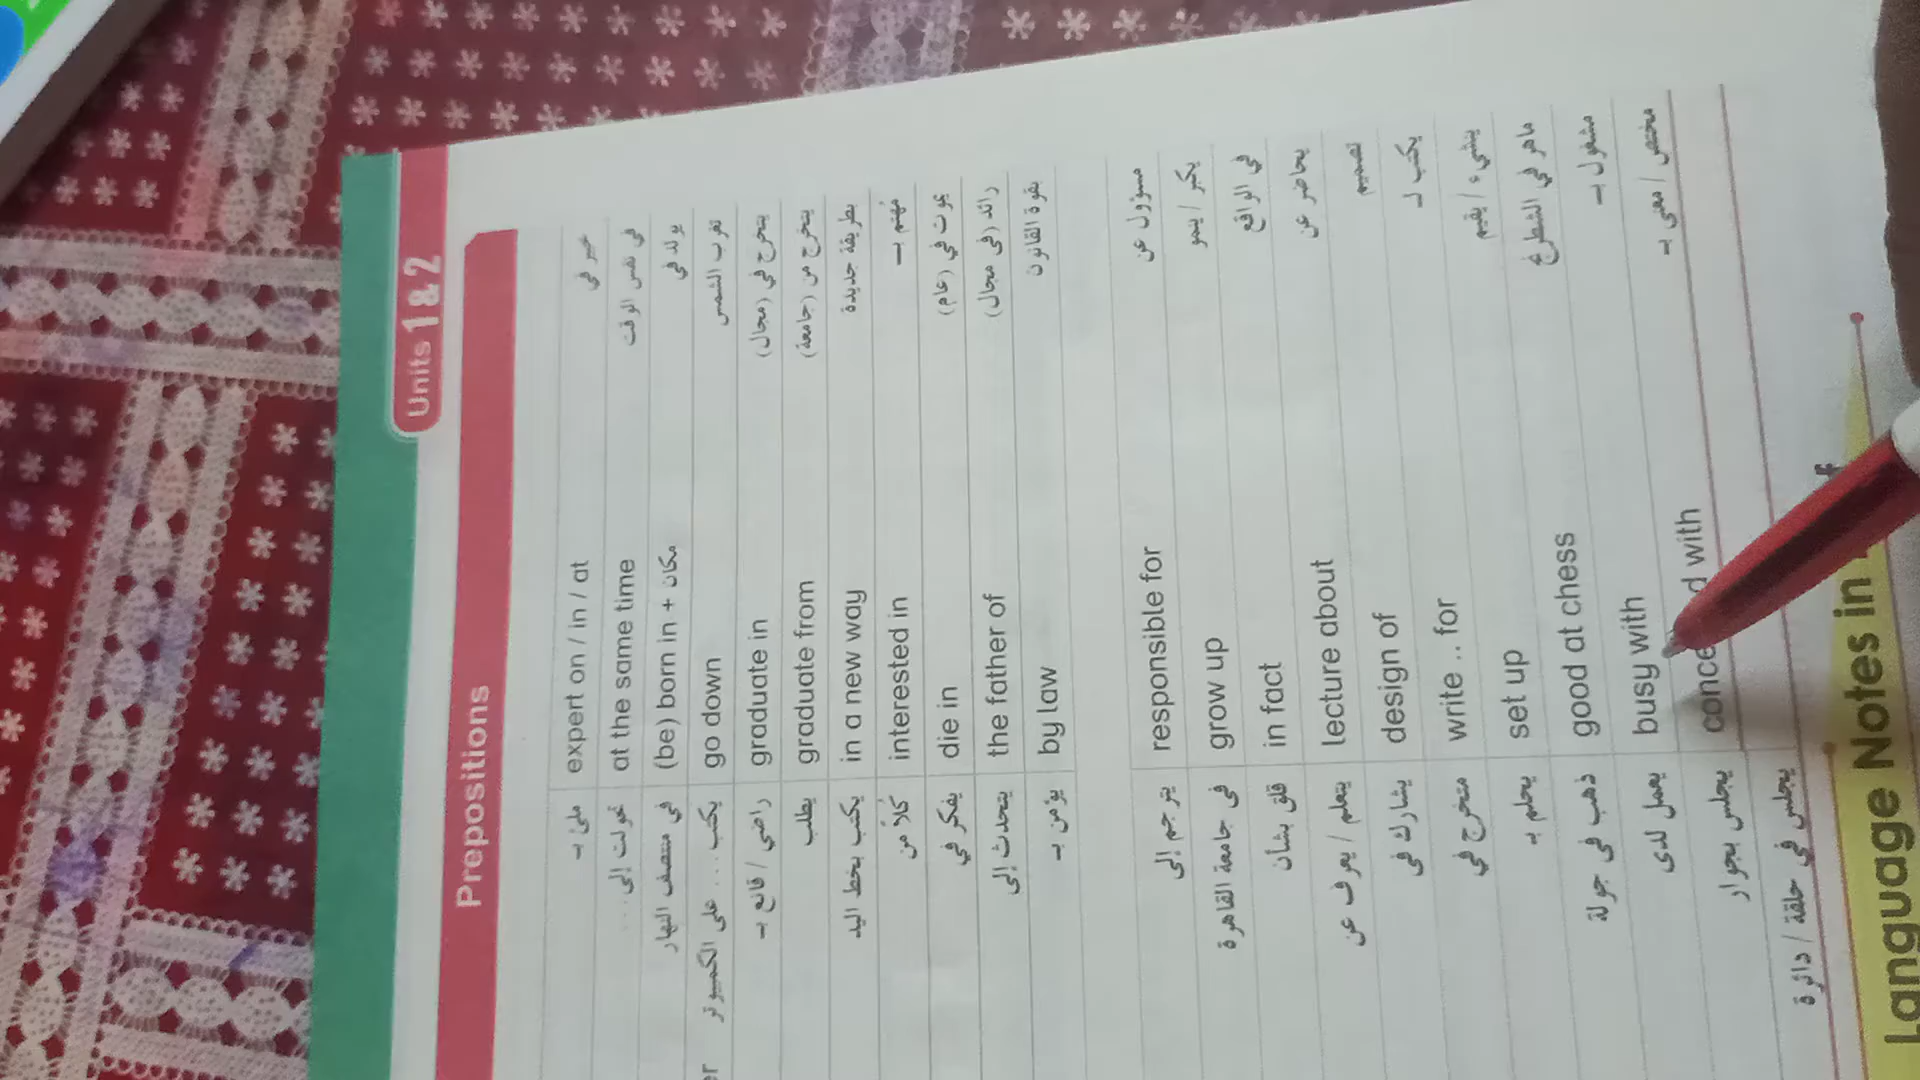 Units 1 & 2
Prepositions
ملئ بـ expert on / in / at خبير في
تحولت إلى .... at the same time في نفس الوقت
في منتصف النهار (be) born in + مكان يولد في
يكتب ... على الكمبيوتر go down تغرب الشمس
راضي / قانع بـ graduate in يتخرج في (مجال)
يطلب graduate from يتخرج من (جامعة)
يكتب بخط اليد in a new way بطريقة جديدة
كلاً من interested in مُهتم بـ
يفكر في die in يموت في (عام)
يتحدث إلى the father of رائد (في مجال)
يؤمن بـ by law بقوة القانون
يترجم إلى responsible for مسؤول عن
في جامعة القاهرة grow up يكبر / ينمو
قلق بشأن in fact في الواقع
يتعلم / يعرف عن lecture about يحاضر عن
يشارك في design of تصميم
متخرج في write .. for يكتب لـ
يحلم بـ set up ينشيء / يقيم
ذهب في جولة good at chess ماهر في الشطرنج
يعمل لدى busy with مشغول بـ
يجلس بجوار with مختص / معنى بـ
يجلس في حلقة / دائرة
Language Notes in